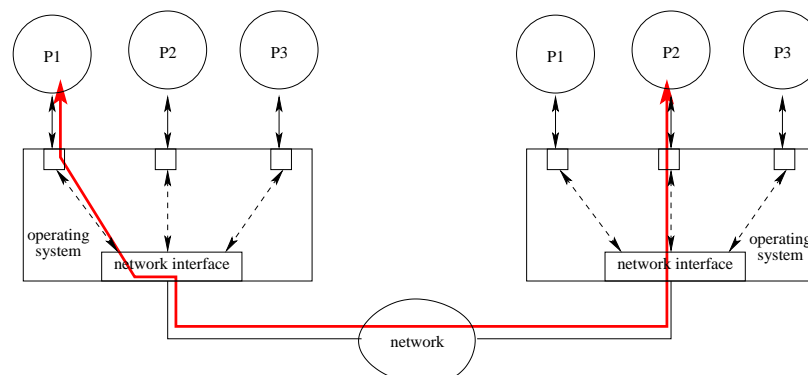 P1
P2
P3
P1
P2
P3
operating
system
network interface
network interface
operating
system
network